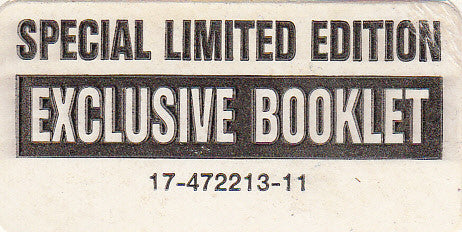 SPECIAL LIMITED EDITION
EXCLUSIVE BOOKLET
17-472213-11